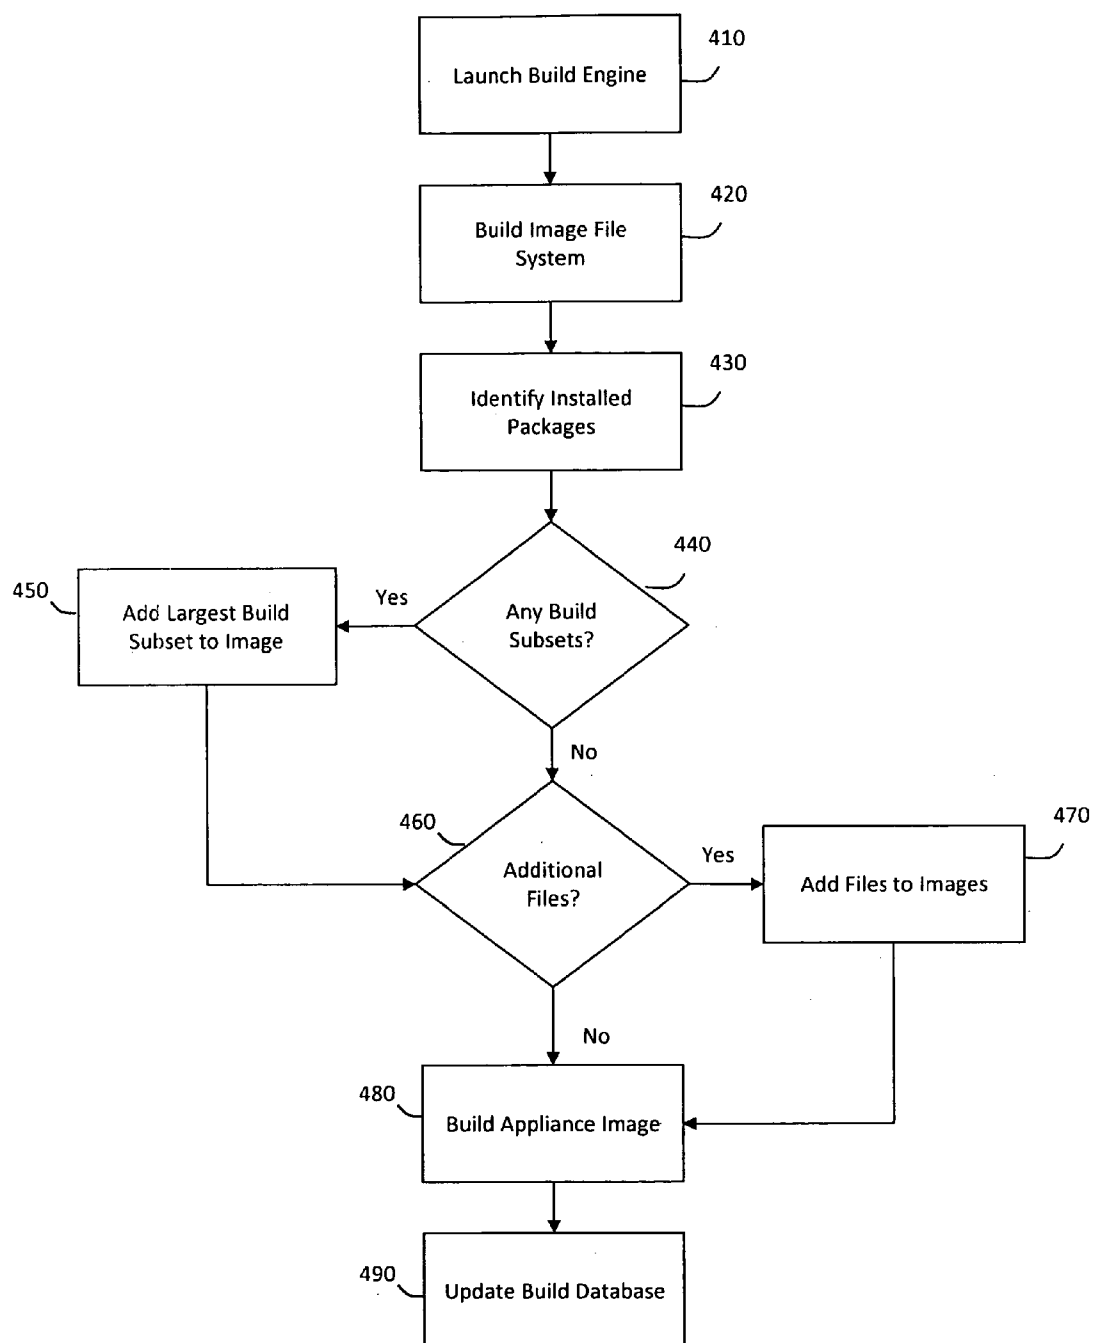 410
Launch Build Engine
420
Build Image File
System
430
Identify Installed
Packages
440
450
Yes
Add Largest Build
Subset to Image
Any Build
Subsets?
No
460
470
Yes
Additional
Files?
Add Files to Images
No
480
Build Appliance Image
490
Update Build Database